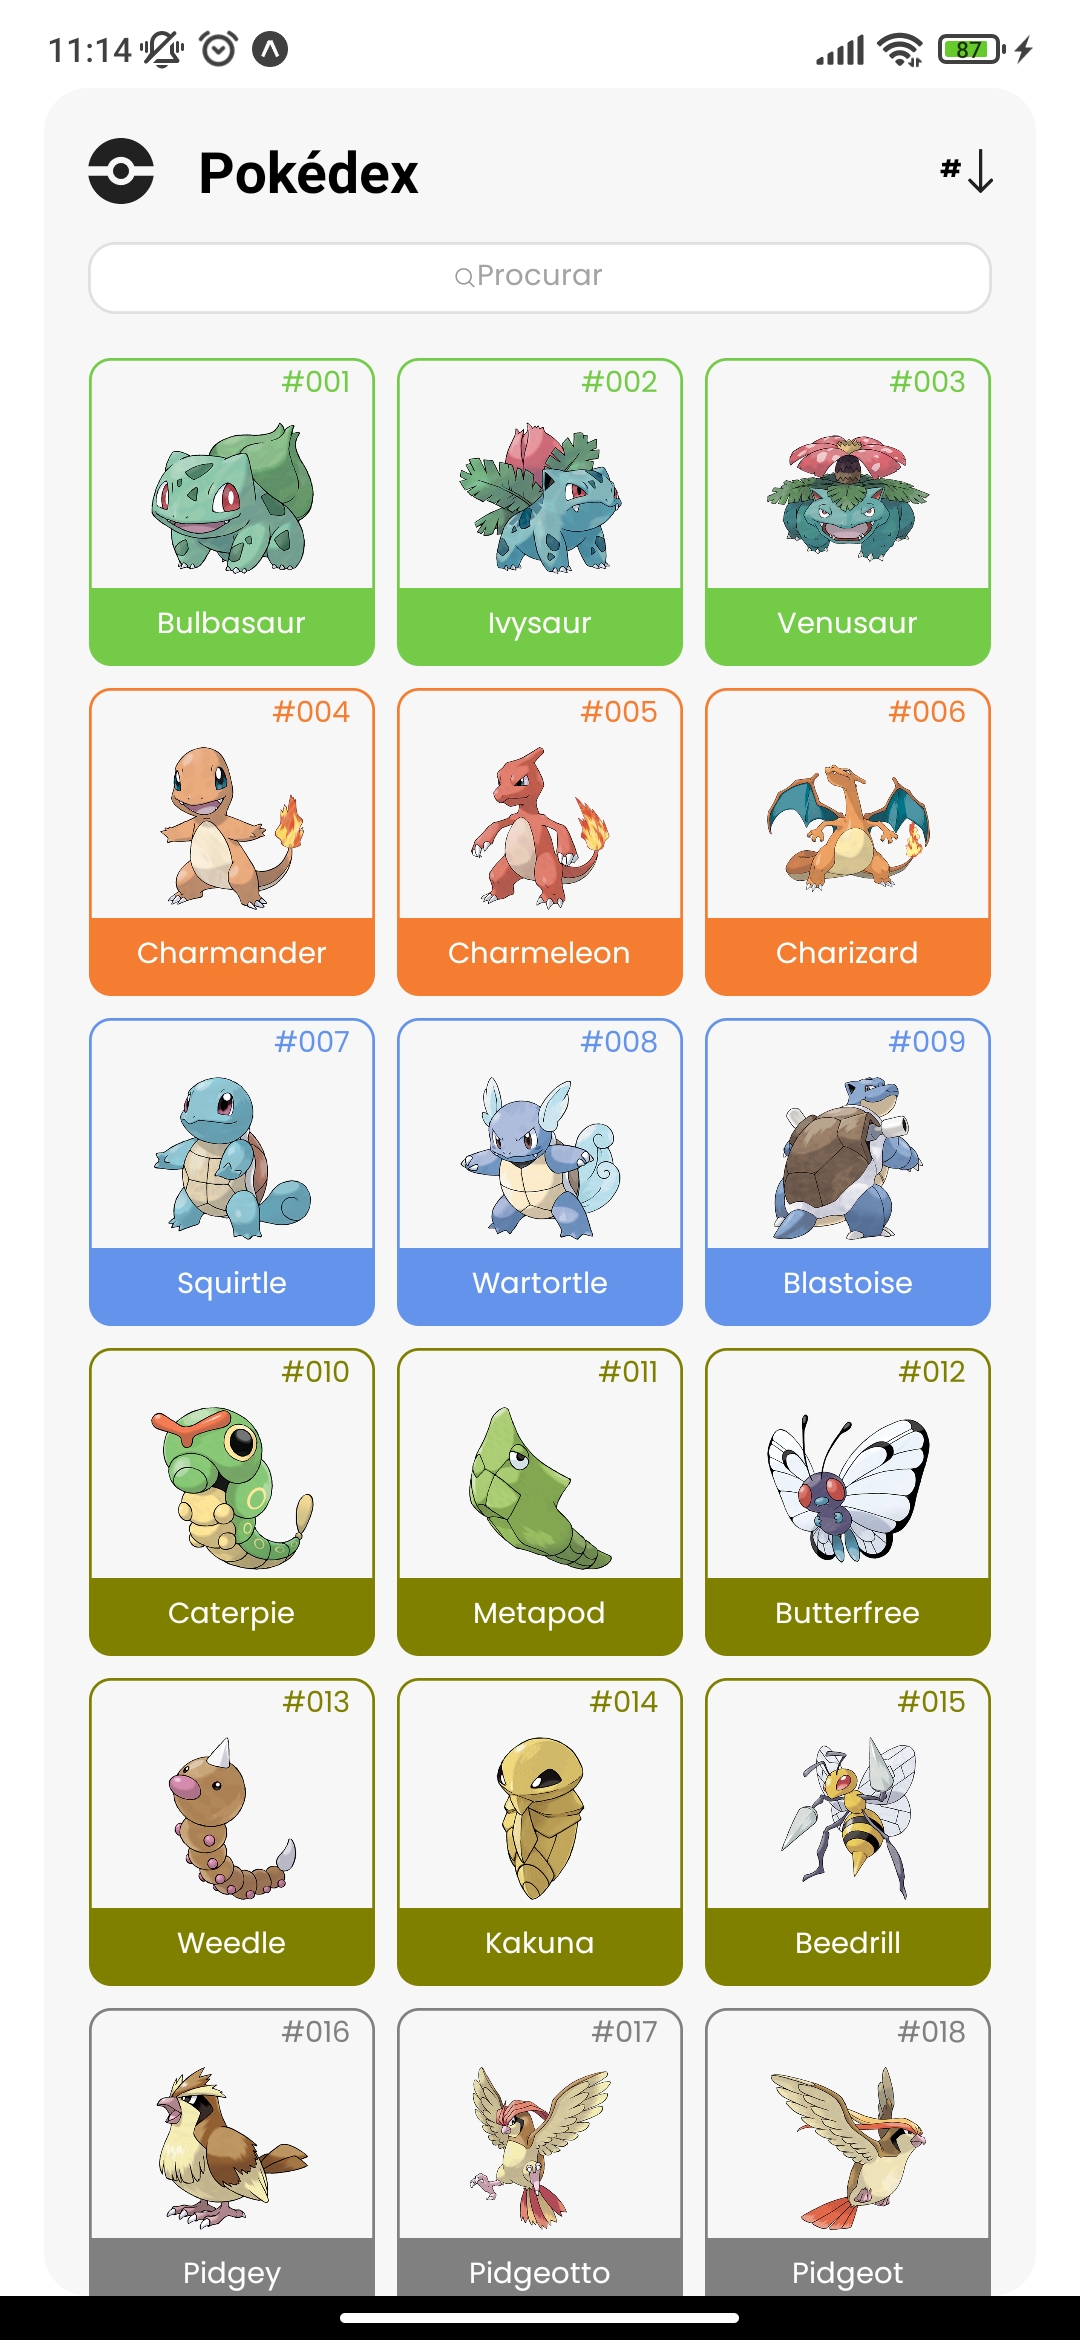 11:14
87
Pokédex
#
Procurar
#001 #002 #003
Bulbasaur Ivysaur Venusaur
#004 #005 #006
Charmander Charmeleon Charizard
#007 #008 #009
Squirtle Wartortle Blastoise
#010 #011 #012
Caterpie Metapod Butterfree
#013 #014 #015
Weedle Kakuna Beedrill
#016 #017 #018
Pidgey Pidgeotto Pidgeot